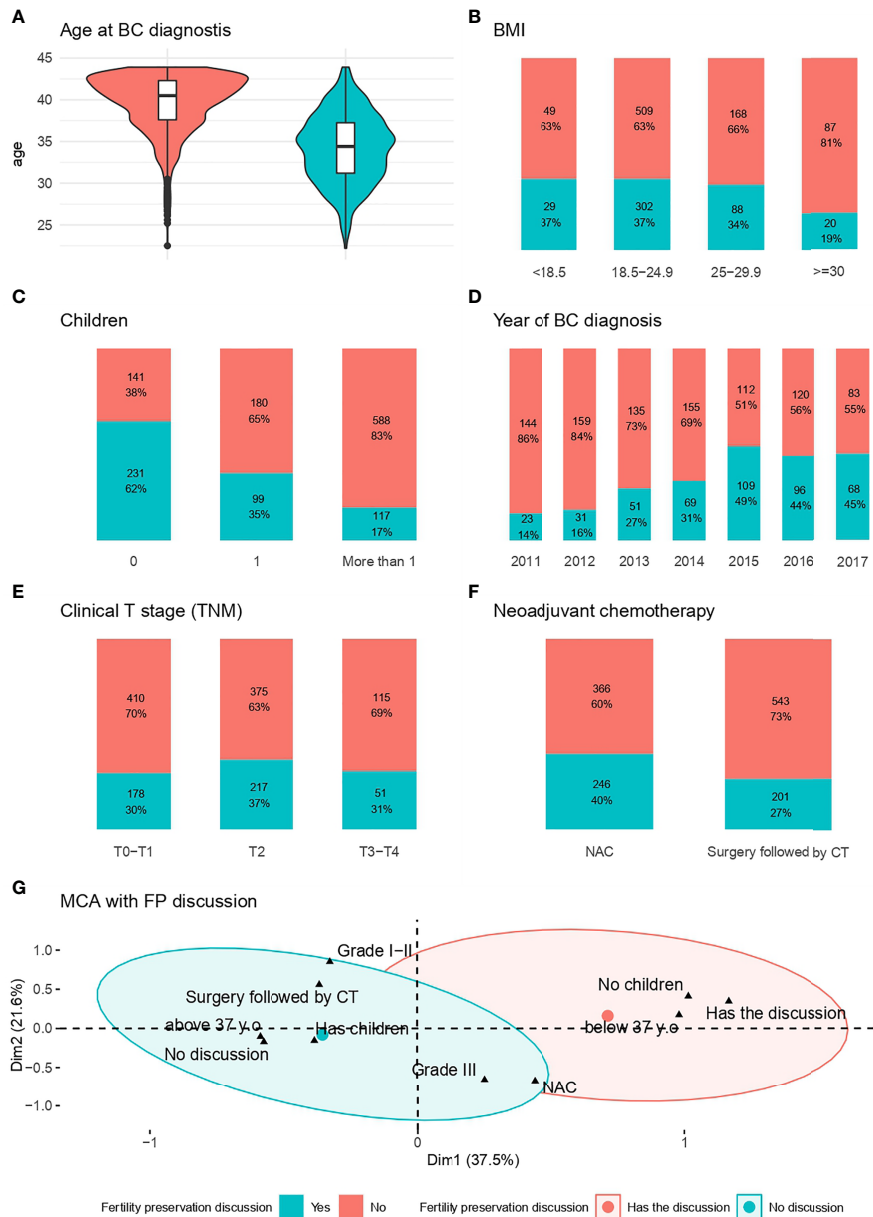 A
Age at BC diagnostis
45
40
35
30
25
age
B
BMI
49
63%
509
63%
168
66%
87
81%
29
37%
302
37%
88
34%
20
19%
<18.5
18.5−24.9
25−29.9
>=30
C
Children
141
38%
180
65%
588
83%
231
62%
99
35%
117
17%
0
1
More than 1
D
Year of BC diagnosis
144
86%
159
84%
135
73%
155
69%
112
51%
120
56%
83
55%
23
14%
31
16%
51
27%
69
31%
109
49%
96
44%
68
45%
2011
2012
2013
2014
2015
2016
2017
E
Clinical T stage (TNM)
410
70%
375
63%
115
69%
178
30%
217
37%
51
31%
T0−T1
T2
T3−T4
F
Neoadjuvant chemotherapy
366
60%
543
73%
246
40%
201
27%
NAC
Surgery followed by CT
G
MCA with FP discussion
1.0
0.5
0.0
−0.5
−1.0
Dim2 (21.6%)
Grade I−II
Surgery followed by CT
above 37 y.o
Has children
No discussion
Grade III
NAC
No children
Has the discussion
below 37 y.o
−1
0
1
Dim1 (37.5%)
Fertility preservation discussion Yes No
Fertility preservation discussion Has the discussion No discussion